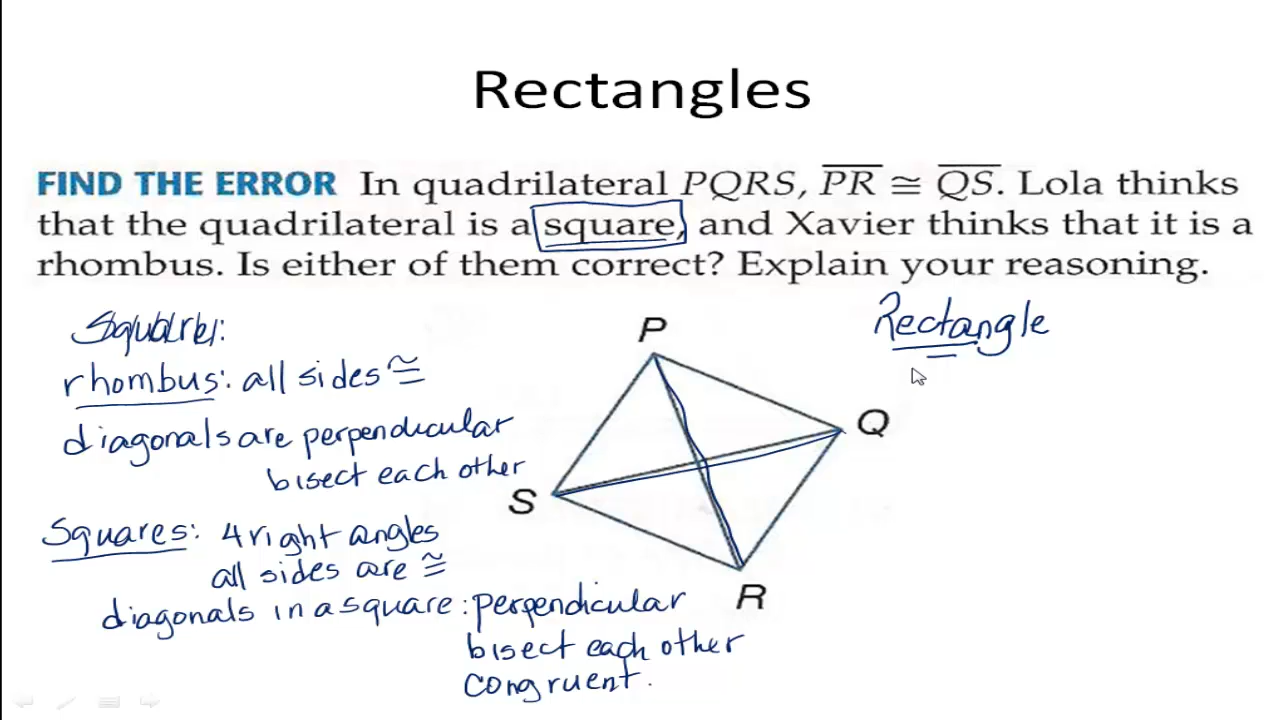 Rectangles
FIND THE ERROR In quadrilateral PQRS, P̅R̅ ≅ Q̅S̅. Lola thinks
that the quadrilateral is a square, and Xavier thinks that it is a
rhombus. Is either of them correct? Explain your reasoning.
Squares:
rhombus: all sides ≅
diagonals are perpendicular
bisect each other
Squares: 4 right angles
all sides are ≅
diagonals in a square: perpendicular
bisect each other
congruent.
P
Q
S
R
Rectangle